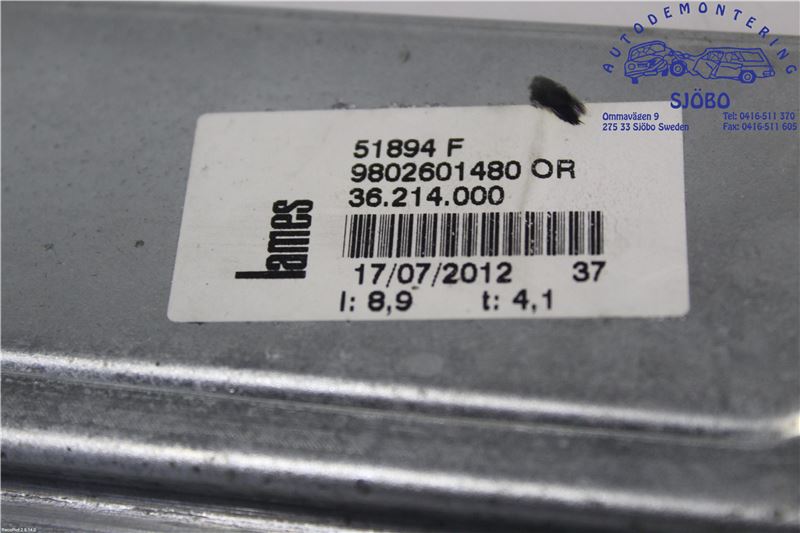 AUTODEMONTERING
SJÖBO
Ommavägen 9
275 33 Sjöbo Sweden
Tel: 0416-511 370
Fax: 0416-511 605
51894 F
9802601480 OR
36.214.000
lames
17/07/2012 37
l: 8,9 t: 4,1